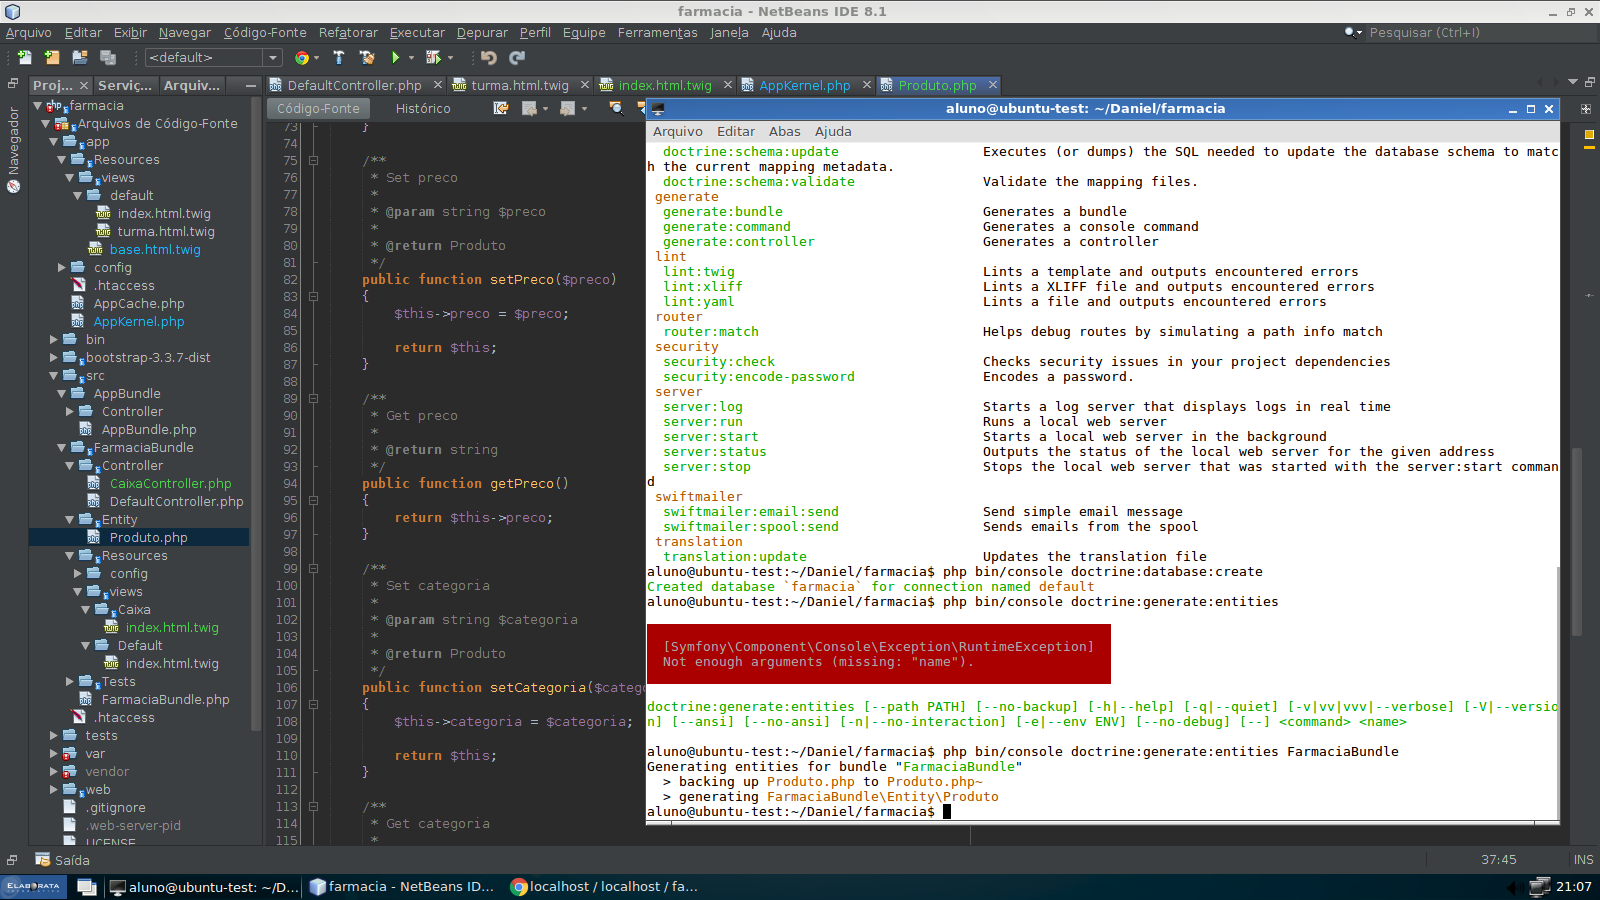 farmacia - NetBeans IDE 8.1
Arquivo Editar Exibir Navegar Código-Fonte Refatorar Executar Depurar Perfil Equipe Ferramentas Janela Ajuda
Pesquisar (Ctrl+I)
<default>
Proj... Serviç... Arquiv...
DefaultController.php turma.html.twig index.html.twig AppKernel.php Produto.php
Código-Fonte Histórico
Navegador
farmacia
Arquivos de Código-Fonte
app
Resources
views
default
index.html.twig
turma.html.twig
base.html.twig
config
.htaccess
AppCache.php
AppKernel.php
bin
bootstrap-3.3.7-dist
src
AppBundle
Controller
AppBundle.php
FarmaciaBundle
Controller
CaixaController.php
DefaultController.php
Entity
Produto.php
Resources
config
views
Caixa
index.html.twig
Default
index.html.twig
Tests
FarmaciaBundle.php
.htaccess
tests
var
vendor
web
.gitignore
.web-server-pid
LICENSE
73 }
74
75 /**
76 * Set preco
77 *
78 * @param string $preco
79 *
80 * @return Produto
81 */
82 public function setPreco($preco)
83 {
84 $this->preco = $preco;
85
86 return $this;
87 }
88
89 /**
90 * Get preco
91 *
92 * @return string
93 */
94 public function getPreco()
95 {
96 return $this->preco;
97 }
98
99 /**
100 * Set categoria
101 *
102 * @param string $categoria
103 *
104 * @return Produto
105 */
106 public function setCategoria($categ
107 {
108 $this->categoria = $categoria;
109
110 return $this;
111 }
112
113 /**
114 * Get categoria
115 *
aluno@ubuntu-test: ~/Daniel/farmacia
Arquivo Editar Abas Ajuda
doctrine:schema:update Executes (or dumps) the SQL needed to update the database schema to matc
h the current mapping metadata.
doctrine:schema:validate Validate the mapping files.
generate
generate:bundle Generates a bundle
generate:command Generates a console command
generate:controller Generates a controller
lint
lint:twig Lints a template and outputs encountered errors
lint:xliff Lints a XLIFF file and outputs encountered errors
lint:yaml Lints a file and outputs encountered errors
router
router:match Helps debug routes by simulating a path info match
security
security:check Checks security issues in your project dependencies
security:encode-password Encodes a password.
server
server:log Starts a log server that displays logs in real time
server:run Runs a local web server
server:start Starts a local web server in the background
server:status Outputs the status of the local web server for the given address
server:stop Stops the local web server that was started with the server:start comman
d
swiftmailer
swiftmailer:email:send Send simple email message
swiftmailer:spool:send Sends emails from the spool
translation
translation:update Updates the translation file
aluno@ubuntu-test:~/Daniel/farmacia$ php bin/console doctrine:database:create
Created database `farmacia` for connection named default
aluno@ubuntu-test:~/Daniel/farmacia$ php bin/console doctrine:generate:entities
[Symfony\Component\Console\Exception\RuntimeException]
Not enough arguments (missing: "name").
doctrine:generate:entities [--path PATH] [--no-backup] [-h|--help] [-q|--quiet] [-v|vv|vvv|--verbose] [-V|--versio
n] [--ansi] [--no-ansi] [-n|--no-interaction] [-e|--env ENV] [--no-debug] [--] <command> <name>
aluno@ubuntu-test:~/Daniel/farmacia$ php bin/console doctrine:generate:entities FarmaciaBundle
Generating entities for bundle "FarmaciaBundle"
> backing up Produto.php to Produto.php~
> generating FarmaciaBundle\Entity\Produto
aluno@ubuntu-test:~/Daniel/farmacia$
Saída
37:45 INS
ELABORATA aluno@ubuntu-test: ~/D... farmacia - NetBeans ID... localhost / localhost / fa... 21:07